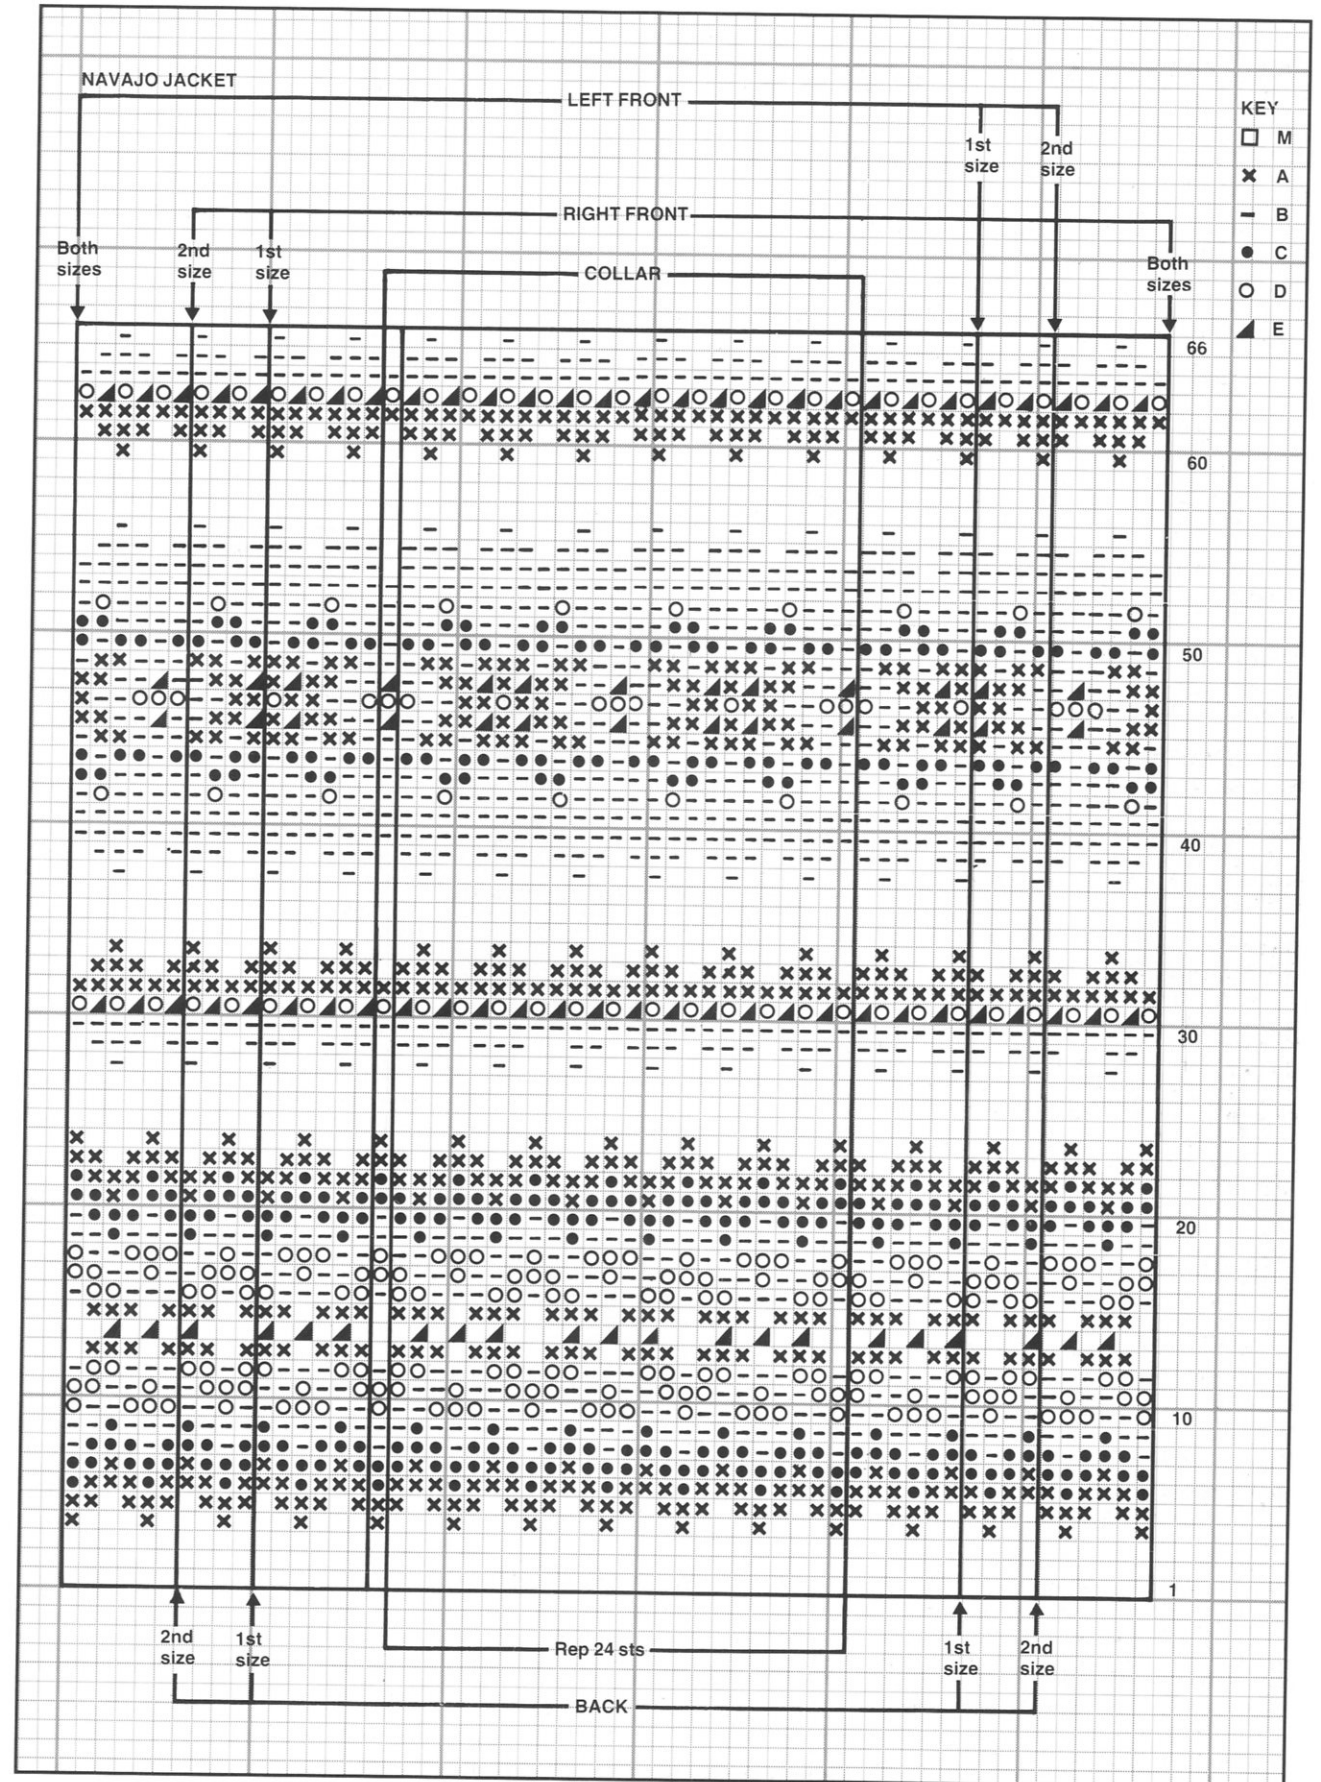 NAVAJO JACKET
LEFT FRONT
KEY
M
A
B
C
D
E
1st size
2nd size
RIGHT FRONT
Both sizes
2nd size
1st size
COLLAR
Both sizes
66
60
50
40
30
20
10
1
2nd size
1st size
Rep 24 sts
1st size
2nd size
BACK